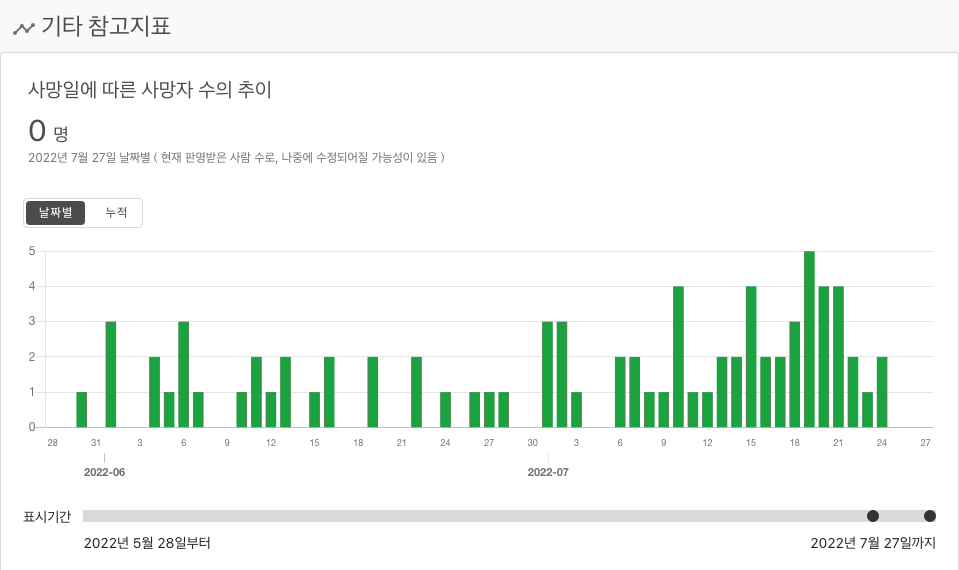 기타 참고지표
사망일에 따른 사망자 수의 추이
0 명
2022년 7월 27일 날짜별 ( 현재 판명받은 사람 수로, 나중에 수정되어질 가능성이 있음 )
날짜별 누적
5
4
3
2
1
0
28 31 3 6 9 12 15 18 21 24 27 30 3 6 9 12 15 18 21 24 27
2022-06 2022-07
표시기간
2022년 5월 28일부터 2022년 7월 27일까지